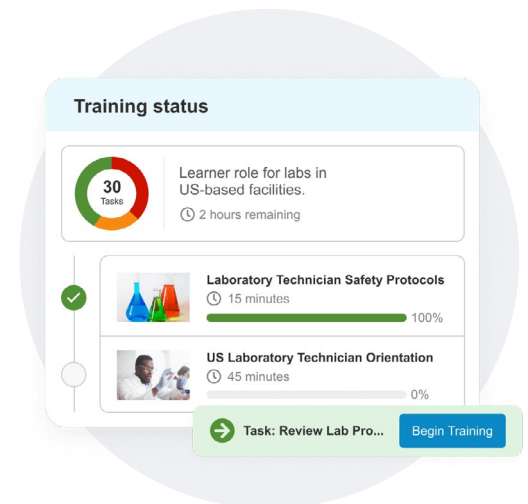 Training status
30
Tasks
Learner role for labs in
US-based facilities.
2 hours remaining
Laboratory Technician Safety Protocols
15 minutes
100%
US Laboratory Technician Orientation
45 minutes
0%
Task: Review Lab Pro...
Begin Training